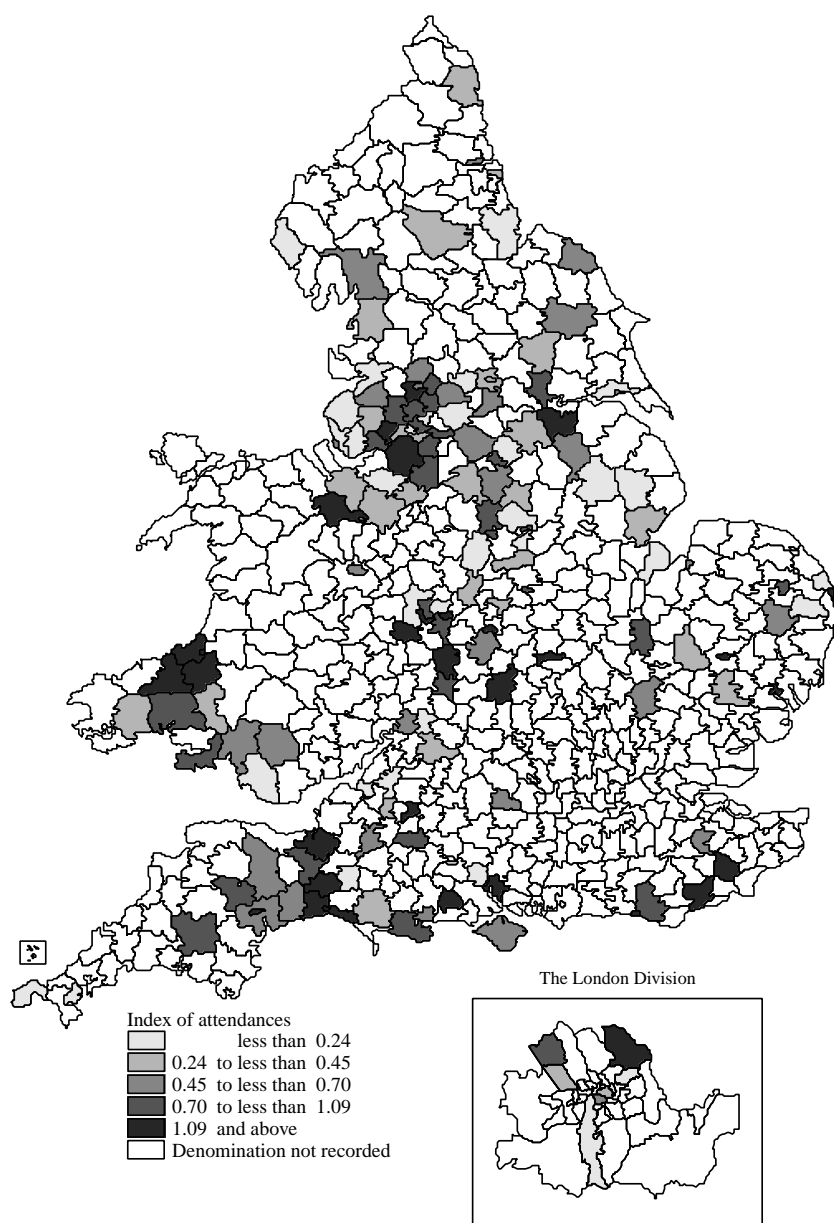 The London Division
Index of attendances
less than 0.24
0.24 to less than 0.45
0.45 to less than 0.70
0.70 to less than 1.09
1.09 and above
Denomination not recorded